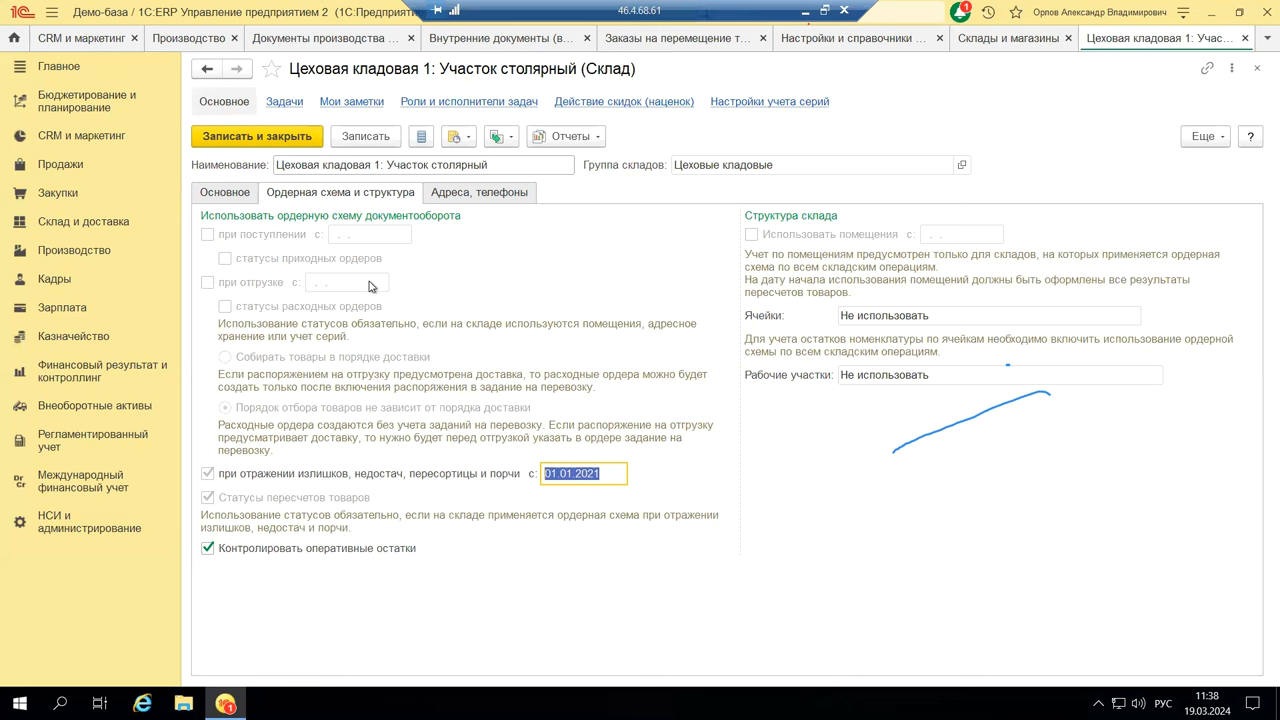 Демо-база / 1С:ERP Управление предприятием 2 (1С:Предприяти
46.4.68.61
1
Орлов Александр Владимирович
CRM и маркетинг ×
Производство ×
Документы производства ... ×
Внутренние документы (в... ×
Заказы на перемещение т... ×
Настройки и справочники ... ×
Склады и магазины ×
Цеховая кладовая 1: Учас... ×
Главное
Бюджетирование и
планирование
CRM и маркетинг
Продажи
Закупки
Склад и доставка
Производство
Кадры
Зарплата
Казначейство
Финансовый результат и
контроллинг
Внеоборотные активы
Регламентированный
учет
Международный
финансовый учет
НСИ и
администрирование
Цеховая кладовая 1: Участок столярный (Склад)
Основное Задачи Мои заметки Роли и исполнители задач Действие скидок (наценок) Настройки учета серий
Записать и закрыть Записать Отчеты Еще ?
Наименование: Цеховая кладовая 1: Участок столярный Группа складов: Цеховые кладовые
Основное Ордерная схема и структура Адреса, телефоны
Использовать ордерную схему документооборота
при поступлении с: . .
статусы приходных ордеров
при отгрузке с: . .
статусы расходных ордеров
Использование статусов обязательно, если на складе используются помещения, адресное
хранение или учет серий.
Собирать товары в порядке доставки
Если распоряжением на отгрузку предусмотрена доставка, то расходные ордера можно будет
создать только после включения распоряжения в задание на перевозку.
Порядок отбора товаров не зависит от порядка доставки
Расходные ордера создаются без учета заданий на перевозку. Если распоряжение на отгрузку
предусматривает доставку, то нужно будет перед отгрузкой указать в ордере задание на
перевозку.
при отражении излишков, недостач, пересортицы и порчи с: 01.01.2021
Статусы пересчетов товаров
Использование статусов обязательно, если на складе применяется ордерная схема при отражении
излишков, недостач и порчи.
Контролировать оперативные остатки
Структура склада
Использовать помещения с: . .
Учет по помещениям предусмотрен только для складов, на которых применяется ордерная
схема по всем складским операциям.
На дату начала использования помещений должны быть оформлены все результаты
пересчетов товаров.
Ячейки: Не использовать
Для учета остатков номенклатуры по ячейкам необходимо включить использование ордерной
схемы по всем складским операциям.
Рабочие участки: Не использовать
1
РУС
11:38
19.03.2024